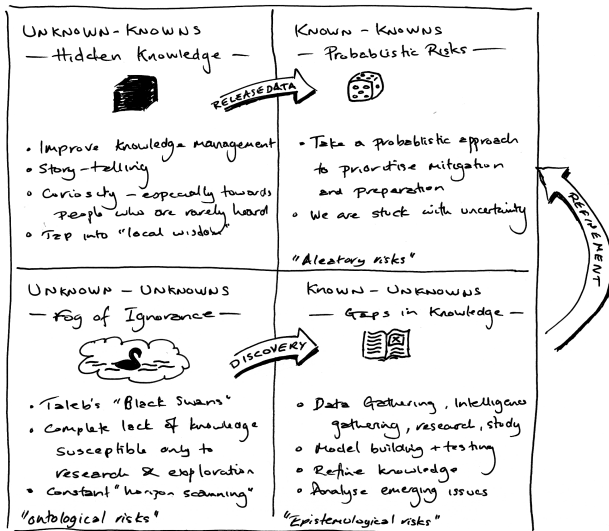 UNKNOWN-KNOWNS
— Hidden Knowledge —
RELEASE DATA
• Improve knowledge management
• Story-telling
• Curiosity - especially towards
people who are rarely heard
• Tap into "local wisdom"
KNOWN-KNOWNS
— Probablistic Risks —
• Take a probablistic approach
to prioritise mitigation
and preparation
• We are stuck with uncertainty
"Aleatory risks"
REFINEMENT
UNKNOWN-UNKNOWNS
— Fog of Ignorance —
DISCOVERY
• Taleb's "Black Swans"
• Complete lack of knowledge
susceptible only to
research & exploration
• Constant "horizon scanning"
"ontological risks"
KNOWN-UNKNOWNS
— Gaps in Knowledge —
• Data Gathering, Intelligence
gathering, research, study
• Model building + testing
• Refine knowledge
• Analyse emerging issues
"Epistemological risks"